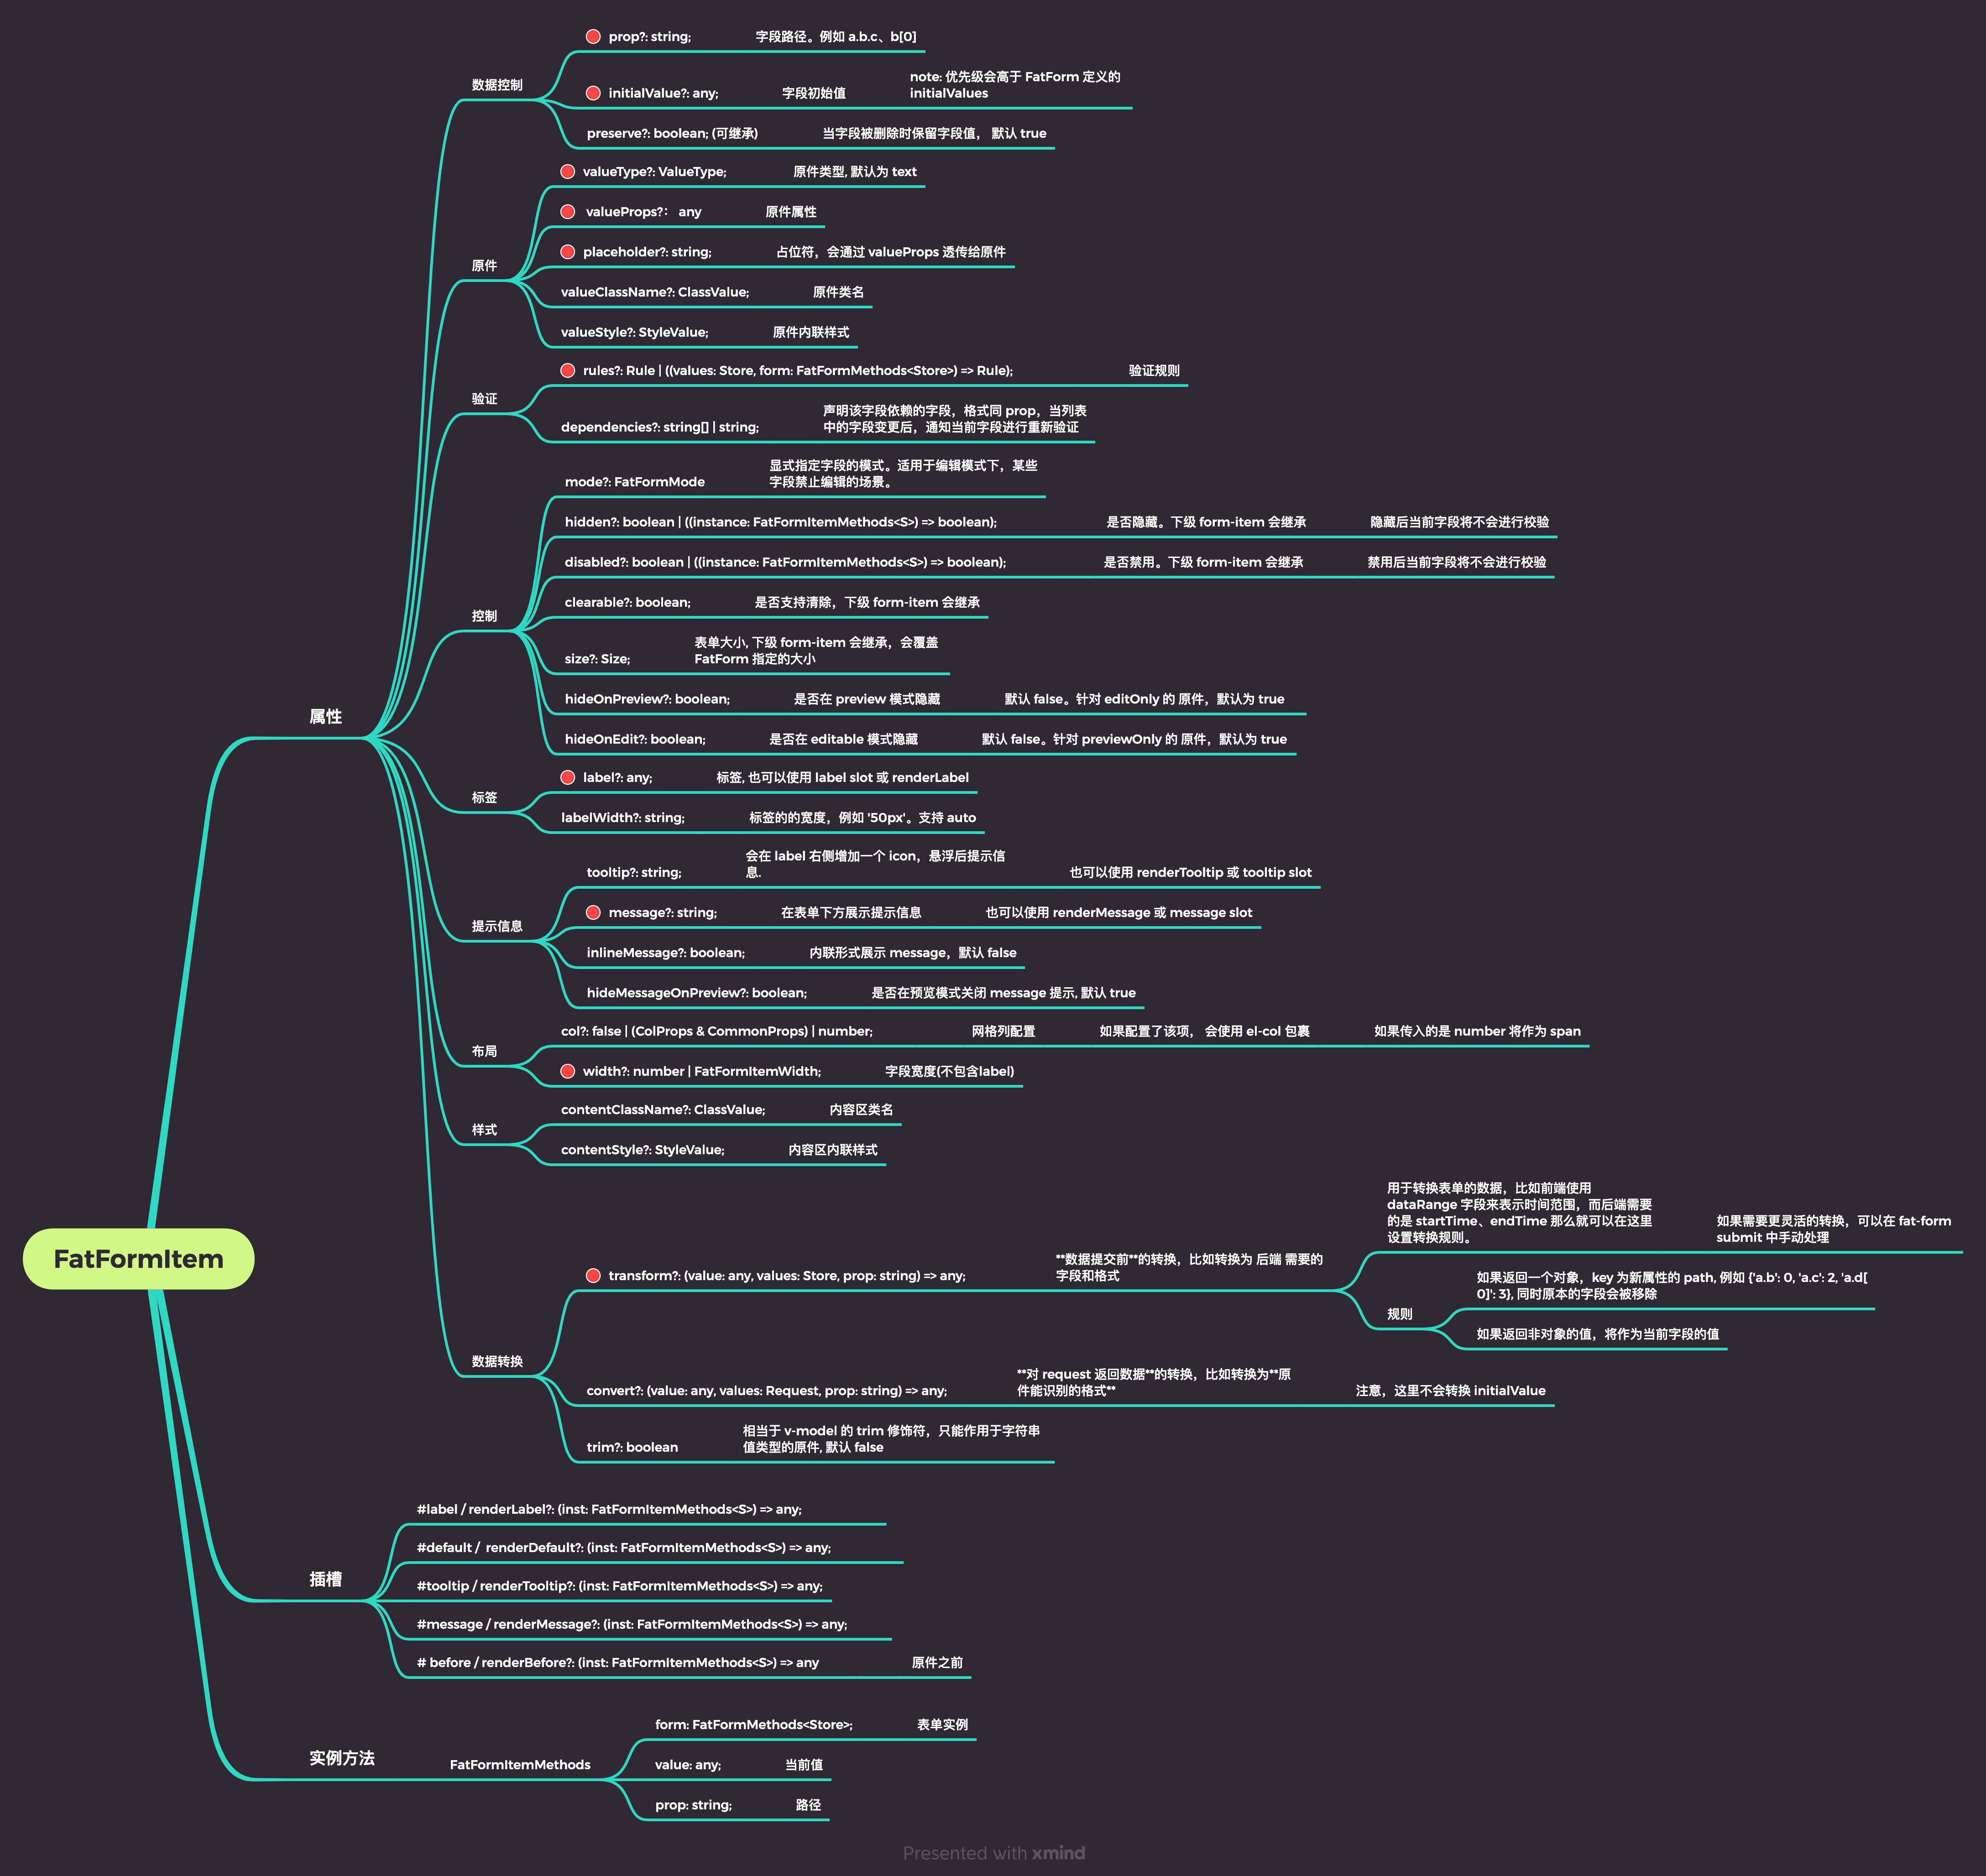 FatFormItem
属性
数据控制
prop?: string;
字段路径。例如 a.b.c、b[0]
initialValue?: any;
字段初始值
note: 优先级会高于 FatForm 定义的
initialValues
preserve?: boolean; (可继承)
当字段被删除时保留字段值， 默认 true
原件
valueType?: ValueType;
原件类型, 默认为 text
valueProps?： any
原件属性
placeholder?: string;
占位符，会通过 valueProps 透传给原件
valueClassName?: ClassValue;
原件类名
valueStyle?: StyleValue;
原件内联样式
验证
rules?: Rule | ((values: Store, form: FatFormMethods<Store>) => Rule);
验证规则
dependencies?: string[] | string;
声明该字段依赖的字段，格式同 prop，当列表
中的字段变更后，通知当前字段进行重新验证
控制
mode?: FatFormMode
显式指定字段的模式。适用于编辑模式下，某些
字段禁止编辑的场景。
hidden?: boolean | ((instance: FatFormItemMethods<S>) => boolean);
是否隐藏。下级 form-item 会继承
隐藏后当前字段将不会进行校验
disabled?: boolean | ((instance: FatFormItemMethods<S>) => boolean);
是否禁用。下级 form-item 会继承
禁用后当前字段将不会进行校验
clearable?: boolean;
是否支持清除，下级 form-item 会继承
size?: Size;
表单大小, 下级 form-item 会继承，会覆盖
FatForm 指定的大小
hideOnPreview?: boolean;
是否在 preview 模式隐藏
默认 false。针对 editOnly 的 原件，默认为 true
hideOnEdit?: boolean;
是否在 editable 模式隐藏
默认 false。针对 previewOnly 的 原件，默认为 true
标签
label?: any;
标签, 也可以使用 label slot 或 renderLabel
labelWidth?: string;
标签的的宽度，例如 '50px'。支持 auto
提示信息
tooltip?: string;
会在 label 右侧增加一个 icon，悬浮后提示信
息.
也可以使用 renderTooltip 或 tooltip slot
message?: string;
在表单下方展示提示信息
也可以使用 renderMessage 或 message slot
inlineMessage?: boolean;
内联形式展示 message，默认 false
hideMessageOnPreview?: boolean;
是否在预览模式关闭 message 提示, 默认 true
布局
col?: false | (ColProps & CommonProps) | number;
网格列配置
如果配置了该项， 会使用 el-col 包裹
如果传入的是 number 将作为 span
width?: number | FatFormItemWidth;
字段宽度(不包含label)
样式
contentClassName?: ClassValue;
内容区类名
contentStyle?: StyleValue;
内容区内联样式
数据转换
transform?: (value: any, values: Store, prop: string) => any;
**数据提交前**的转换，比如转换为 后端 需要的
字段和格式
用于转换表单的数据，比如前端使用
dataRange 字段来表示时间范围，而后端需要
的是 startTime、endTime 那么就可以在这里
设置转换规则。
如果需要更灵活的转换，可以在 fat-form
submit 中手动处理
规则
如果返回一个对象，key 为新属性的 path, 例如 {'a.b': 0, 'a.c': 2, 'a.d[
0]': 3}, 同时原本的字段会被移除
如果返回非对象的值，将作为当前字段的值
convert?: (value: any, values: Request, prop: string) => any;
**对 request 返回数据**的转换，比如转换为**原
件能识别的格式**
注意，这里不会转换 initialValue
trim?: boolean
相当于 v-model 的 trim 修饰符，只能作用于字符串
值类型的原件, 默认 false
插槽
#label / renderLabel?: (inst: FatFormItemMethods<S>) => any;
#default /  renderDefault?: (inst: FatFormItemMethods<S>) => any;
#tooltip / renderTooltip?: (inst: FatFormItemMethods<S>) => any;
#message / renderMessage?: (inst: FatFormItemMethods<S>) => any;
# before / renderBefore?: (inst: FatFormItemMethods<S>) => any
原件之前
实例方法
FatFormItemMethods
form: FatFormMethods<Store>;
表单实例
value: any;
当前值
prop: string;
路径
Presented with xmind